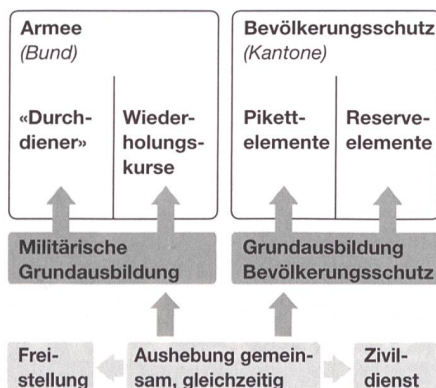 Armee
(Bund)
«Durch-
diener»
Wieder-
holungs-
kurse
Bevölkerungsschutz
(Kantone)
Pikett-
elemente
Reserve-
elemente
Militärische
Grundausbildung
Grundausbildung
Bevölkerungsschutz
Frei-
stellung
Aushebung gemein-
sam, gleichzeitig
Zivil-
dienst